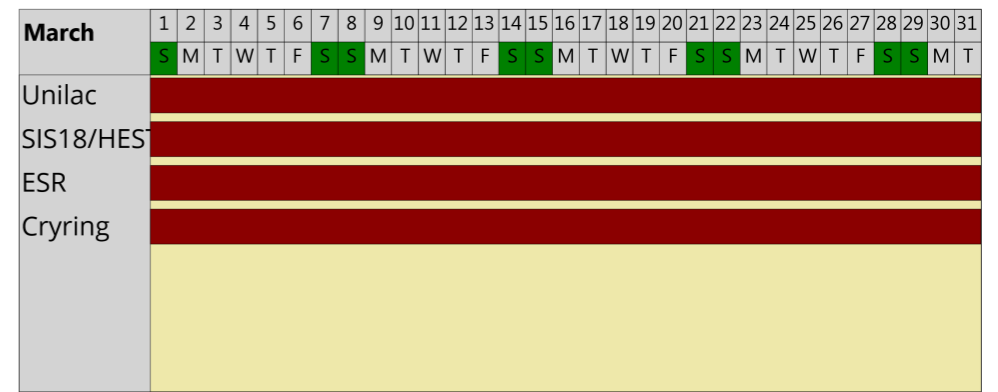 March 1 2 3 4 5 6 7 8 9 10 11 12 13 14 15 16 17 18 19 20 21 22 23 24 25 26 27 28 29 30 31
S M T W T F S S M T W T F S S M T W T F S S M T W T F S S M T
Unilac
SIS18/HEST
ESR
Cryring